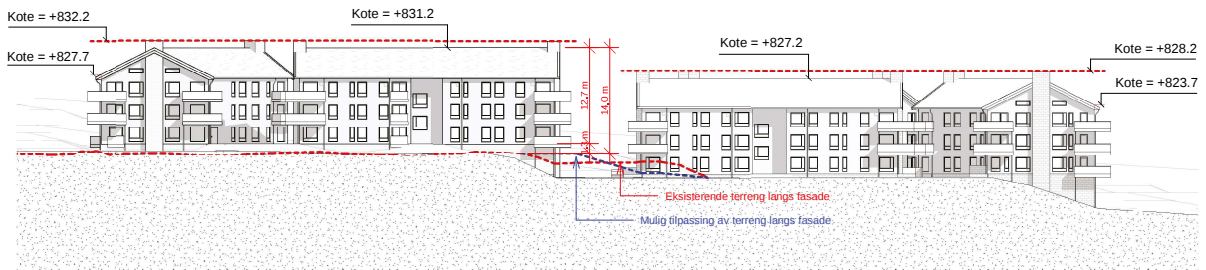 Kote = +832.2
Kote = +831.2
Kote = +827.7
Kote = +827.2
Kote = +828.2
Kote = +823.7
12,7 m
14,0 m
Eksisterende terreng langs fasade
Mulig tilpassing av terreng langs fasade